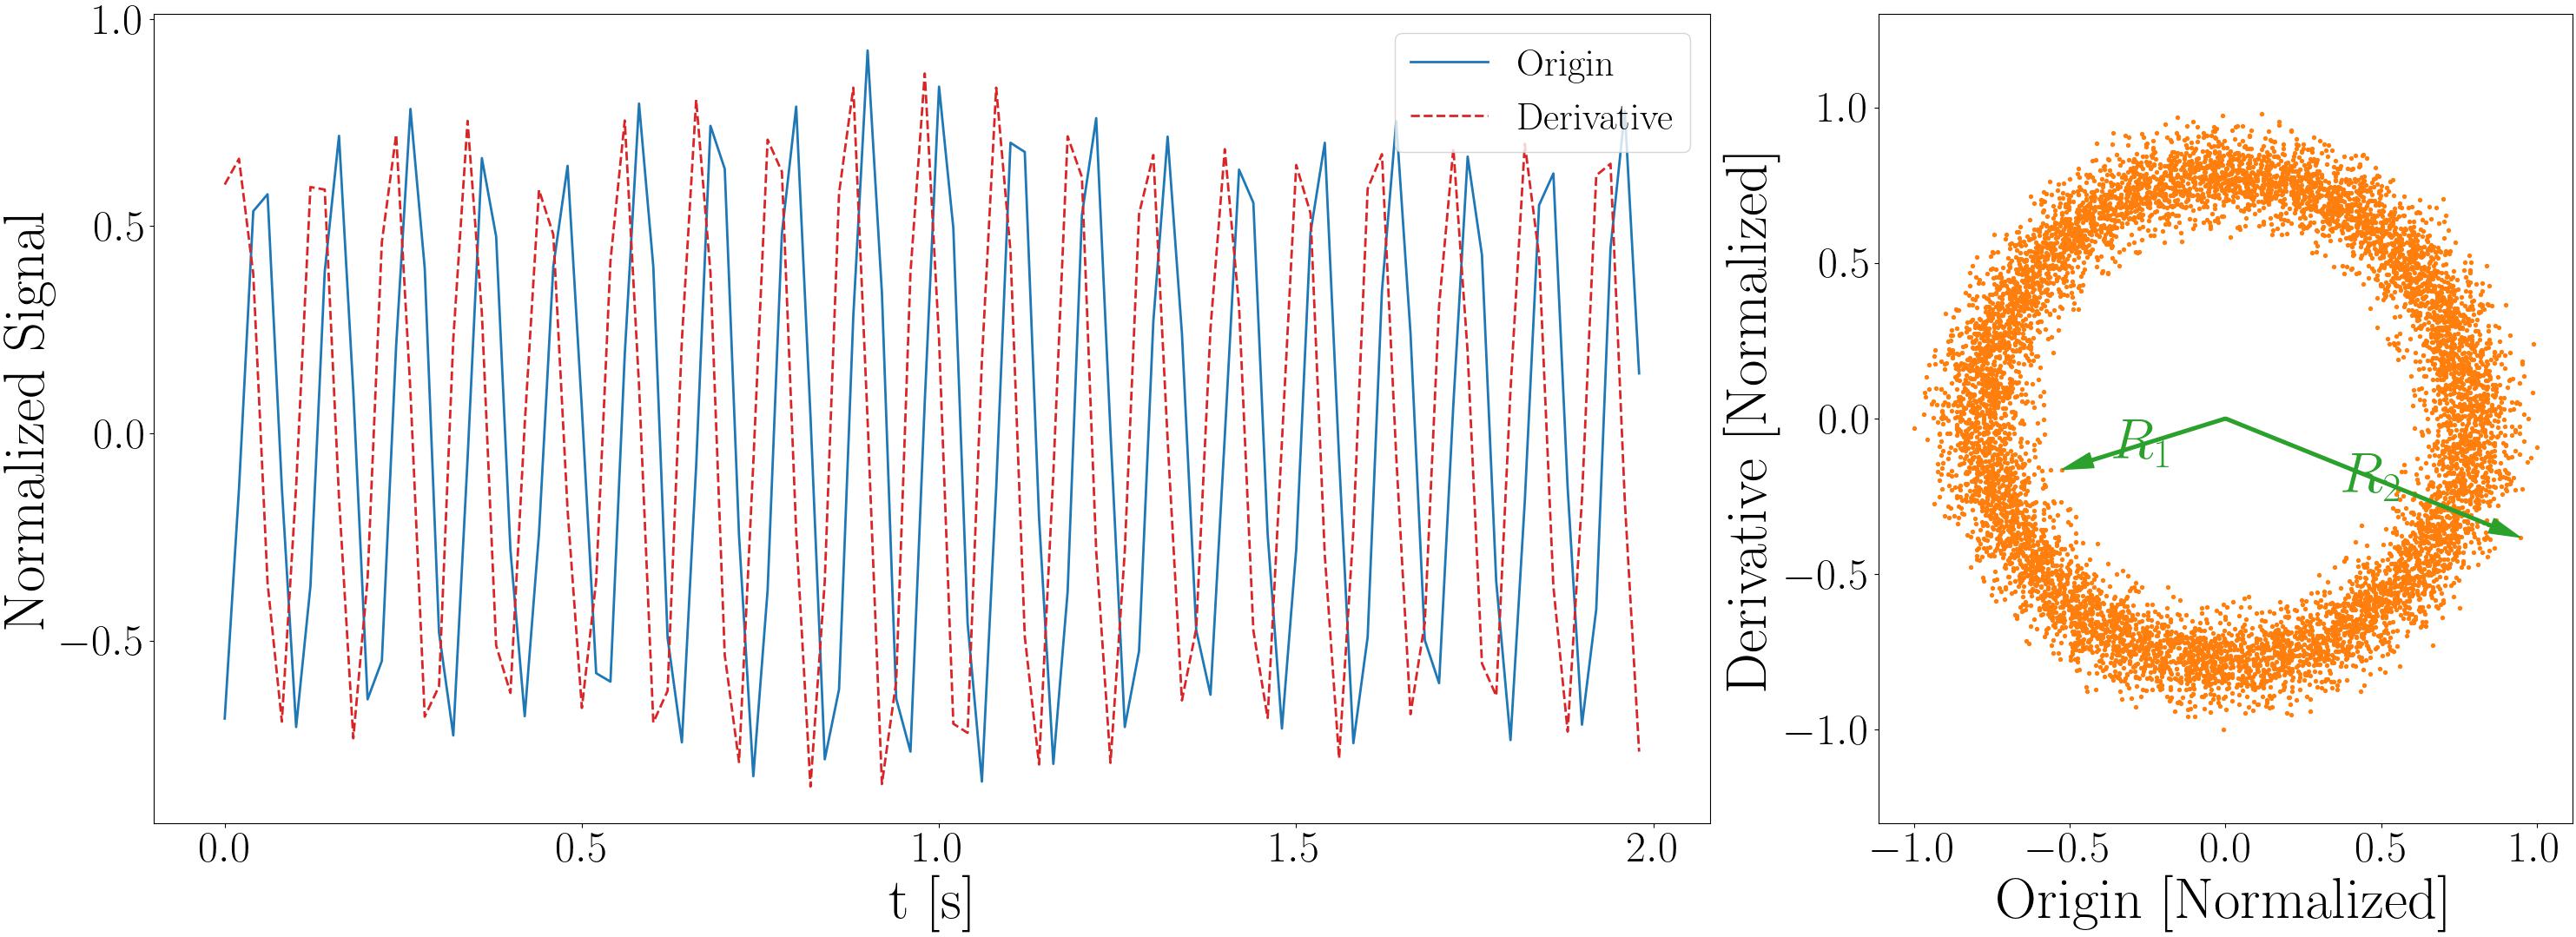 1.0
0.5
0.0
−0.5
Normalized Signal
0.0 0.5 1.0 1.5 2.0
t [s]
Origin
Derivative
1.0
0.5
0.0
−0.5
−1.0
Derivative [Normalized]
R1
R2
−1.0 −0.5 0.0 0.5 1.0
Origin [Normalized]